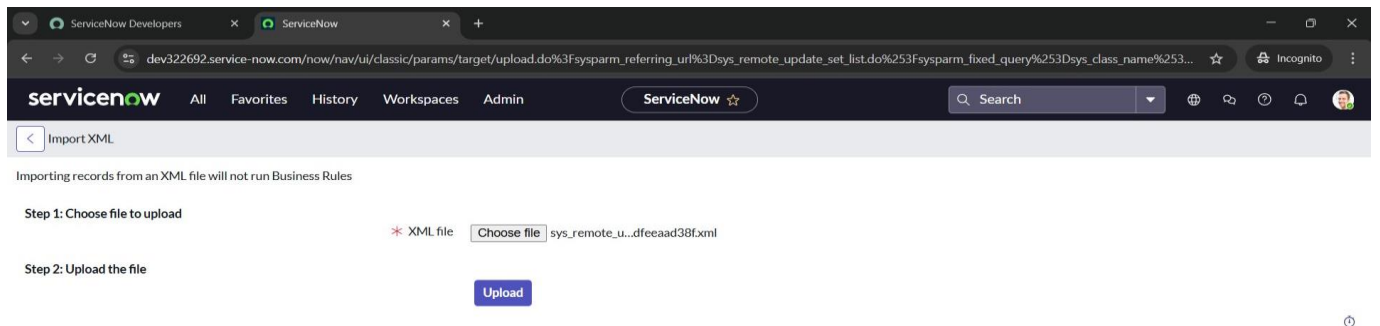 ServiceNow Developers
ServiceNow
dev322692.service-now.com/now/nav/ui/classic/params/target/upload.do%3Fsysparm_referring_url%3Dsys_remote_update_set_list.do%253Fsysparm_fixed_query%253Dsys_class_name%253...
Incognito
servicenow All Favorites History Workspaces Admin ServiceNow Search
Import XML
Importing records from an XML file will not run Business Rules
Step 1: Choose file to upload
* XML file Choose file sys_remote_u...dfeeaad38f.xml
Step 2: Upload the file
Upload